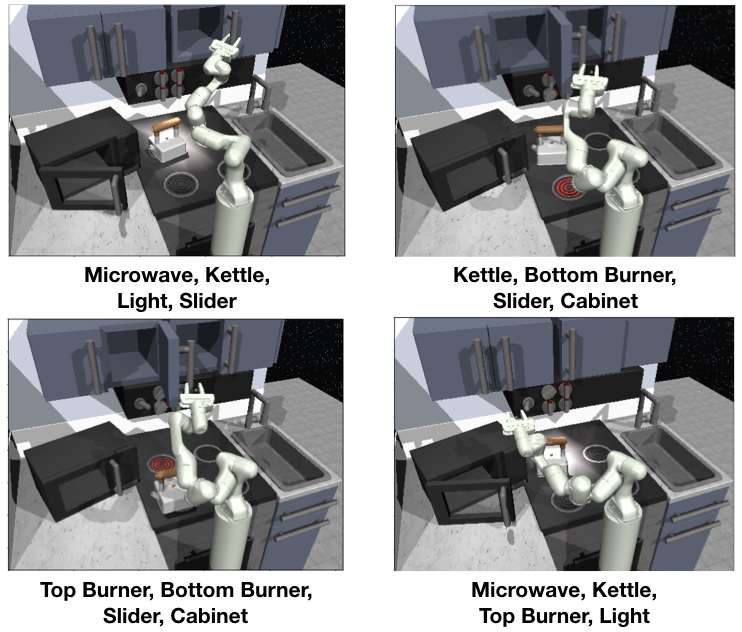 Microwave, Kettle,
Light, Slider
Kettle, Bottom Burner,
Slider, Cabinet
Top Burner, Bottom Burner,
Slider, Cabinet
Microwave, Kettle,
Top Burner, Light